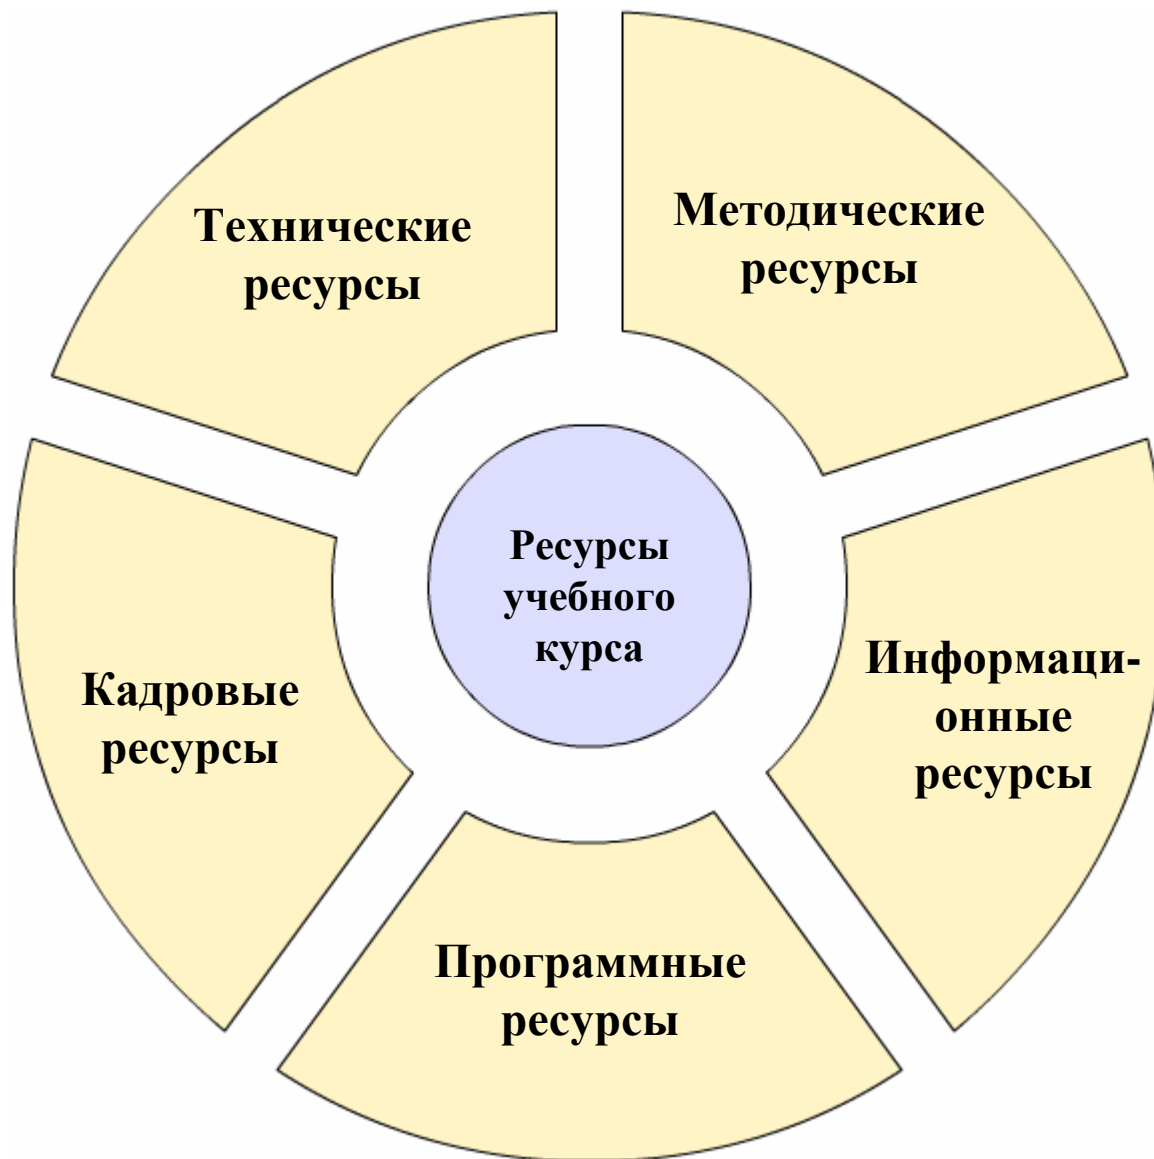 Технические
ресурсы
Методические
ресурсы
Ресурсы
учебного
курса
Информаци-
онные
ресурсы
Кадровые
ресурсы
Программные
ресурсы